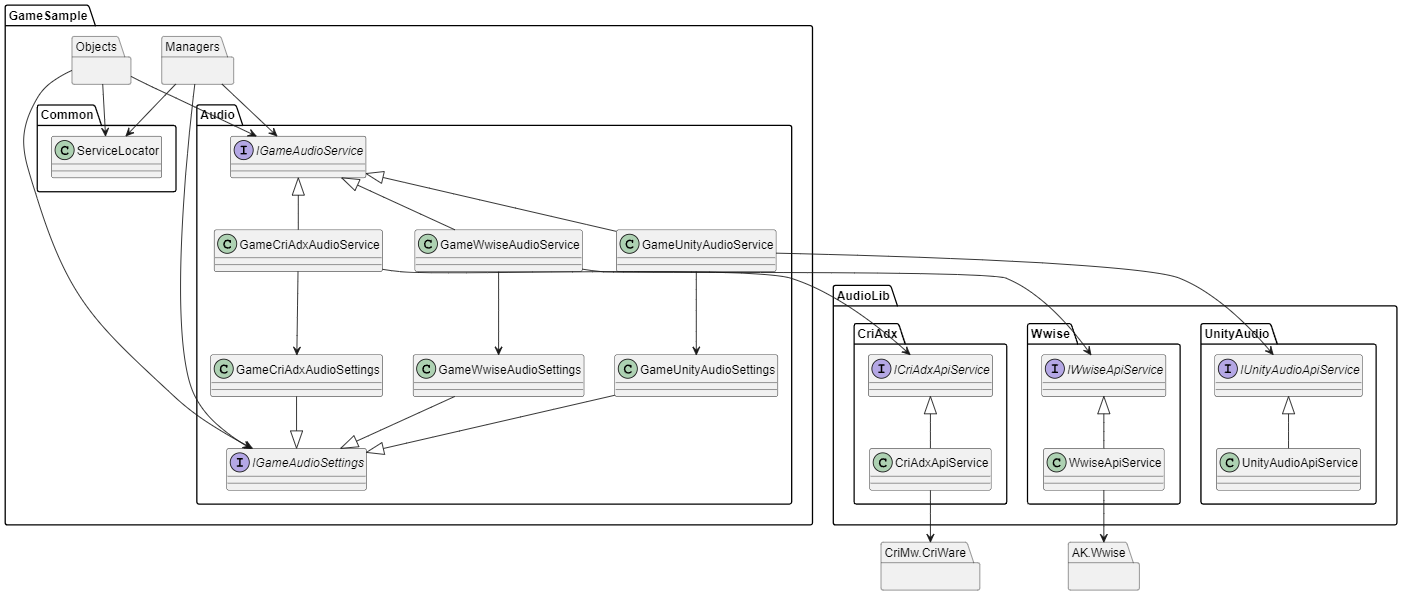 GameSample
Objects
Managers
Common
C ServiceLocator
Audio
I IGameAudioService
C GameCriAdxAudioService
C GameWwiseAudioService
C GameUnityAudioService
C GameCriAdxAudioSettings
C GameWwiseAudioSettings
C GameUnityAudioSettings
I IGameAudioSettings
AudioLib
CriAdx
I ICriAdxApiService
C CriAdxApiService
Wwise
I IWwiseApiService
C WwiseApiService
UnityAudio
I IUnityAudioApiService
C UnityAudioApiService
CriMw.CriWare
AK.Wwise